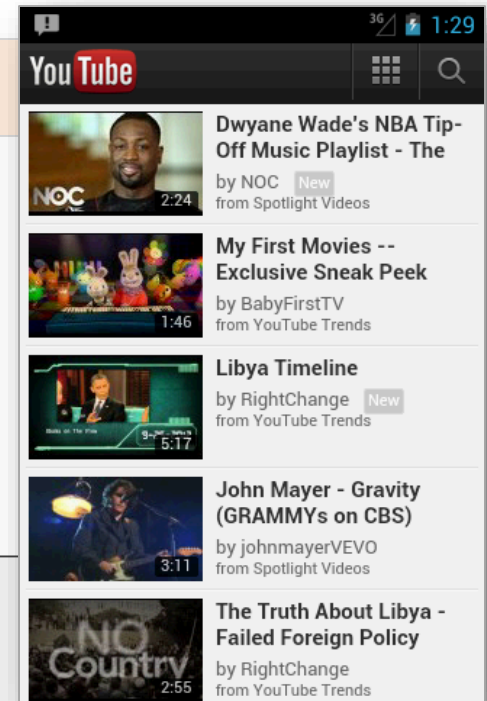 3G 1:29
YouTube
Dwyane Wade's NBA Tip-
Off Music Playlist - The
NOC
2:24
by NOC New
from Spotlight Videos
My First Movies --
Exclusive Sneak Peek
1:46
by BabyFirstTV
from YouTube Trends
Libya Timeline
5:17
by RightChange New
from YouTube Trends
John Mayer - Gravity
(GRAMMYs on CBS)
3:11
by johnmayerVEVO
from Spotlight Videos
The Truth About Libya -
Failed Foreign Policy
NO
Country
2:55
by RightChange
from YouTube Trends